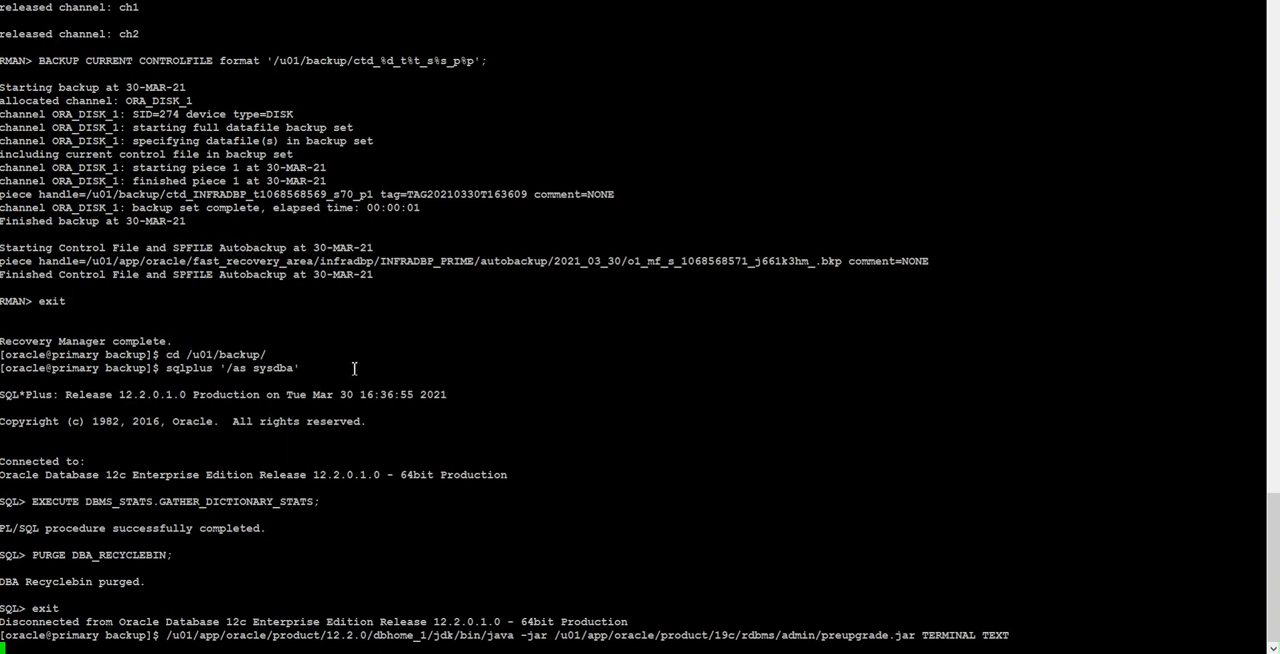 released channel: ch1
released channel: ch2
RMAN> BACKUP CURRENT CONTROLFILE format '/u01/backup/ctd_%d_t%t_s%s_p%p';
Starting backup at 30-MAR-21
allocated channel: ORA_DISK_1
channel ORA_DISK_1: SID=274 device type=DISK
channel ORA_DISK_1: starting full datafile backup set
channel ORA_DISK_1: specifying datafile(s) in backup set
including current control file in backup set
channel ORA_DISK_1: starting piece 1 at 30-MAR-21
channel ORA_DISK_1: finished piece 1 at 30-MAR-21
piece handle=/u01/backup/ctd_INFRADBP_t1068568569_s70_p1 tag=TAG20210330T163609 comment=NONE
channel ORA_DISK_1: backup set complete, elapsed time: 00:00:01
Finished backup at 30-MAR-21
Starting Control File and SPFILE Autobackup at 30-MAR-21
piece handle=/u01/app/oracle/fast_recovery_area/infradbp/INFRADBP_PRIME/autobackup/2021_03_30/o1_mf_s_1068568571_j661k3hm_.bkp comment=NONE
Finished Control File and SPFILE Autobackup at 30-MAR-21
RMAN> exit
Recovery Manager complete.
[oracle@primary backup]$ cd /u01/backup/
[oracle@primary backup]$ sqlplus '/as sysdba'
SQL*Plus: Release 12.2.0.1.0 Production on Tue Mar 30 16:36:55 2021
Copyright (c) 1982, 2016, Oracle.  All rights reserved.
Connected to:
Oracle Database 12c Enterprise Edition Release 12.2.0.1.0 - 64bit Production
SQL> EXECUTE DBMS_STATS.GATHER_DICTIONARY_STATS;
PL/SQL procedure successfully completed.
SQL> PURGE DBA_RECYCLEBIN;
DBA Recyclebin purged.
SQL> exit
Disconnected from Oracle Database 12c Enterprise Edition Release 12.2.0.1.0 - 64bit Production
[oracle@primary backup]$ /u01/app/oracle/product/12.2.0/dbhome_1/jdk/bin/java -jar /u01/app/oracle/product/19c/rdbms/admin/preupgrade.jar TERMINAL TEXT